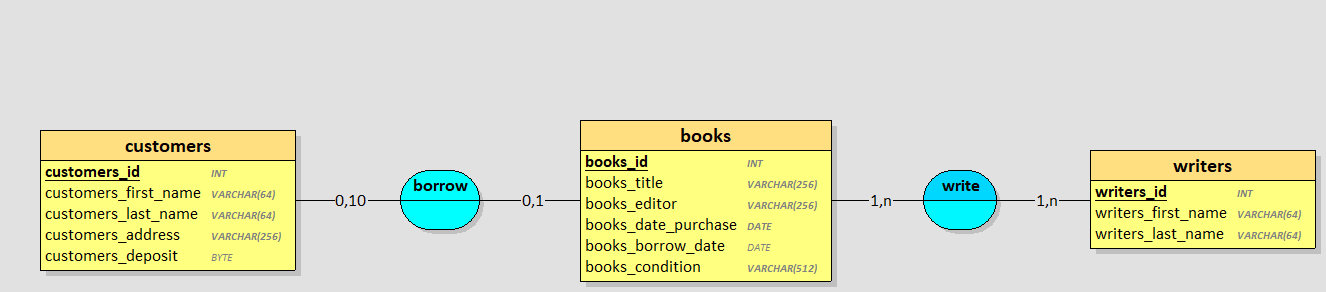 customers
customers_id INT
customers_first_name VARCHAR(64)
customers_last_name VARCHAR(64)
customers_address VARCHAR(256)
customers_deposit BYTE
0,10
borrow
0,1
books
books_id INT
books_title VARCHAR(256)
books_editor VARCHAR(256)
books_date_purchase DATE
books_borrow_date DATE
books_condition VARCHAR(512)
1,n
write
1,n
writers
writers_id INT
writers_first_name VARCHAR(64)
writers_last_name VARCHAR(64)